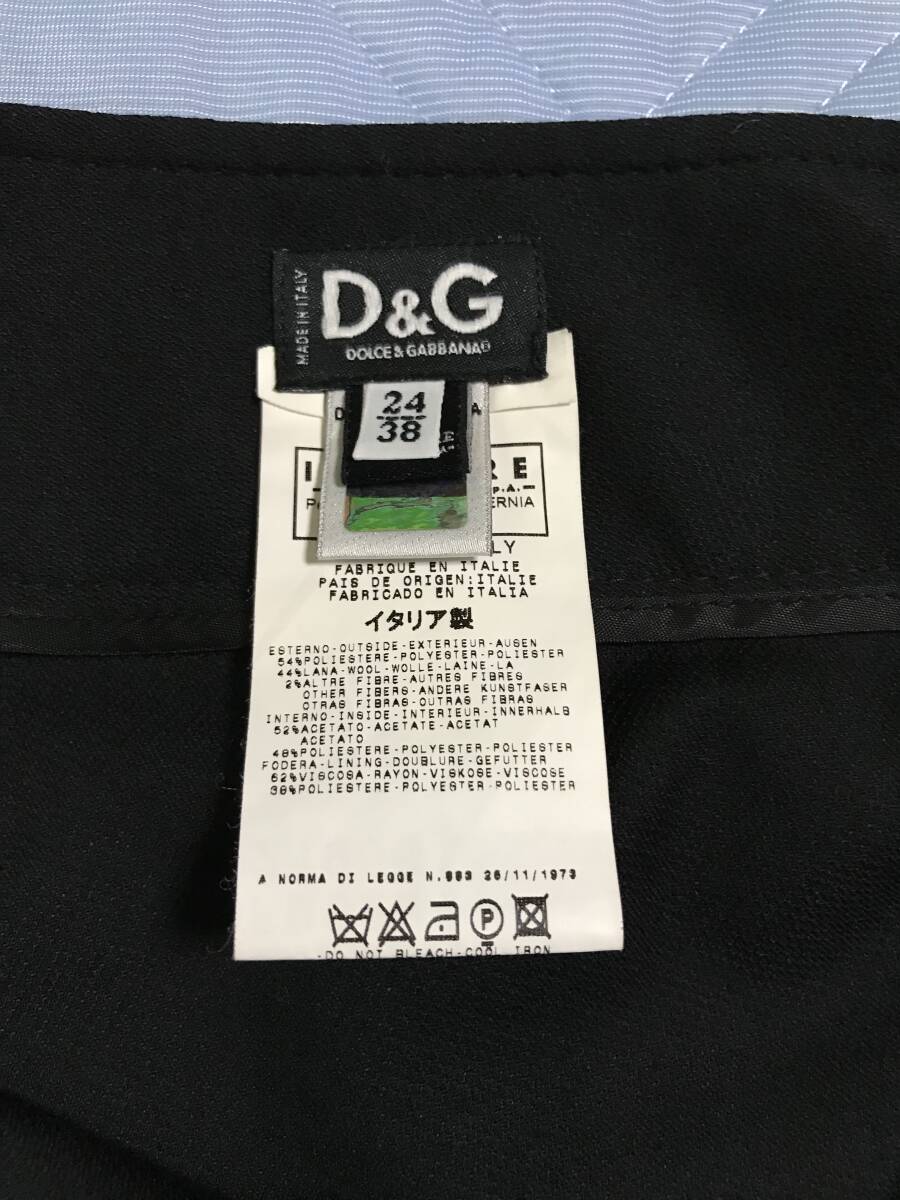 MADE IN ITALY
D&G
DOLCE & GABBANA
24
38
FABRIQUE EN ITALIE
PAIS DE ORIGEN:ITALIE
FABRICADO EN ITALIA
イタリア製
ESTERNO-OUTSIDE-EXTERIEUR-AUSEN
54%POLIESTERE-POLYESTER-POLIESTER
44%LANA-WOOL-WOLLE-LAINE-LA
2%ALTRE FIBRE-AUTRES FIBRES
OTHER FIBERS-ANDERE KUNSTFASER
OTRAS FIBRAS-OUTRAS FIBRAS
INTERNO-INSIDE-INTERIEUR-INNERHALB
52%ACETATO-ACETATE-ACETAT
ACETATO
48%POLIESTERE-POLYESTER-POLIESTER
FODERA-LINING-DOUBLURE-GEFUTTER
62%VISCOSA-RAYON-VISKOSE-VISCOSE
38%POLIESTERE-POLYESTER-POLIESTER
A NORMA DI LEGGE N.883 26/11/1973
P
-DO NOT BLEACH-COOL IRON